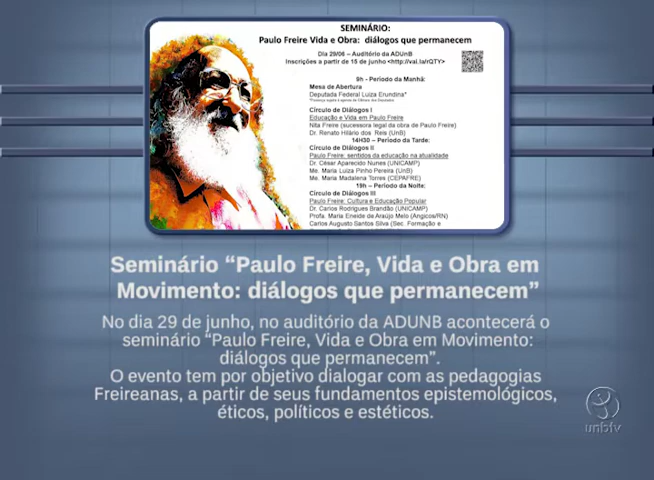 SEMINÁRIO:
Paulo Freire Vida e Obra: diálogos que permanecem
Dia 29/06 – Auditório da ADUnB
Inscrições a partir de 15 de junho <http://val.la/rQTY>
9h - Período da Manhã:
Mesa de Abertura
Deputada Federal Luiza Erundina*
Círculo de Diálogos I
Educação e Vida em Paulo Freire
Nita Freire (sucessora legal da obra de Paulo Freire)
Dr. Renato Hilário dos Reis (UnB)
14H30 – Período da Tarde:
Círculo de Diálogos II
Paulo Freire: sentidos da educação na atualidade
Dr. César Aparecido Nunes (UNICAMP)
Me. Maria Luiza Pinho Pereira (UnB)
Me. Maria Madalena Torres (CEPAFRE)
19h – Período da Noite:
Círculo de Diálogos III
Paulo Freire: Cultura e Educação Popular
Dr. Carlos Rodrigues Brandão (UNICAMP)
Profa. Maria Eneide de Araújo Melo (Angicos/RN)
Carlos Augusto Santos Silva (Sec. Formação e
Seminário “Paulo Freire, Vida e Obra em
Movimento: diálogos que permanecem”
No dia 29 de junho, no auditório da ADUNB acontecerá o
seminário “Paulo Freire, Vida e Obra em Movimento:
diálogos que permanecem”.
O evento tem por objetivo dialogar com as pedagogias
Freireanas, a partir de seus fundamentos epistemológicos,
éticos, políticos e estéticos.
unbtv